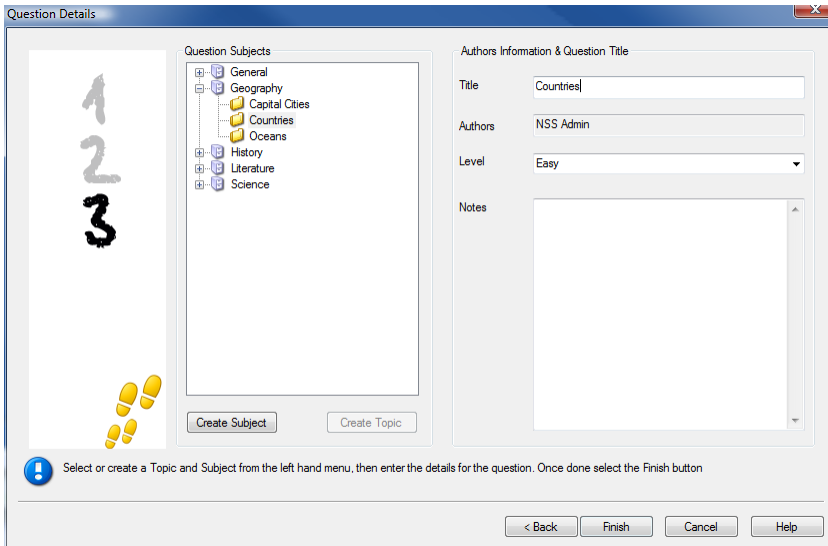 Question Details
1
2
3
Question Subjects
General
Geography
Capital Cities
Countries
Oceans
History
Literature
Science
Create Subject
Create Topic
Authors Information & Question Title
Title
Countries
Authors
NSS Admin
Level
Easy
Notes
Select or create a Topic and Subject from the left hand menu, then enter the details for the question. Once done select the Finish button
< Back
Finish
Cancel
Help